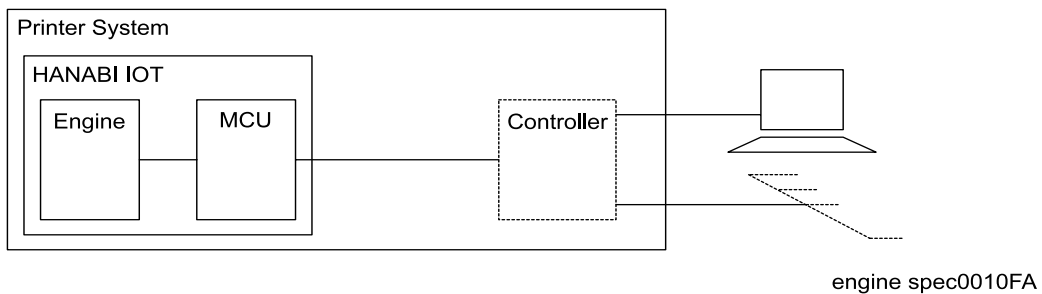 Printer System
HANABI IOT
Engine
MCU
Controller
engine spec0010FA